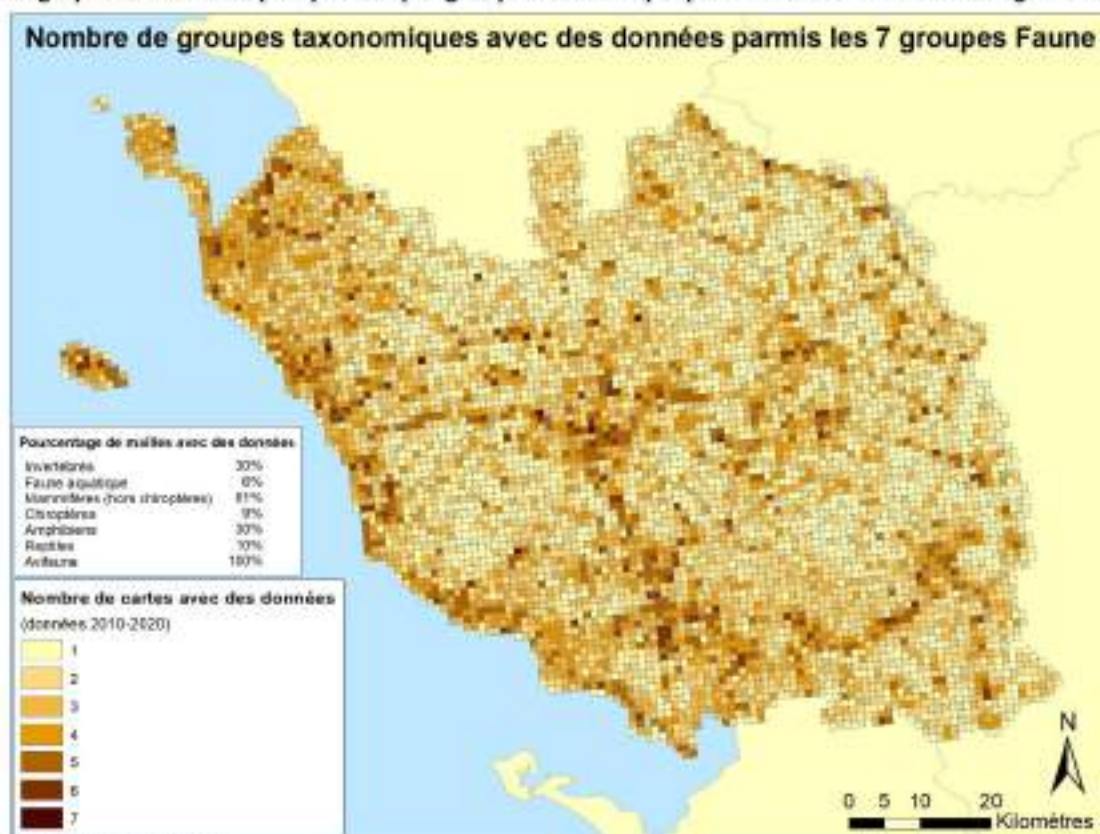 Nombre de groupes taxonomiques avec des données parmis les 7 groupes Faune
Pourcentage de mailles avec des données
Invertébrés 30%
Faune aquatique 6%
Mammifères (hors chiroptères) 81%
Chiroptères 9%
Amphibiens 30%
Reptiles 10%
Avifaune 100%
Nombre de cartes avec des données
(données 2010-2020)
1
2
3
4
5
6
7
N
0 5 10 20
Kilomètres